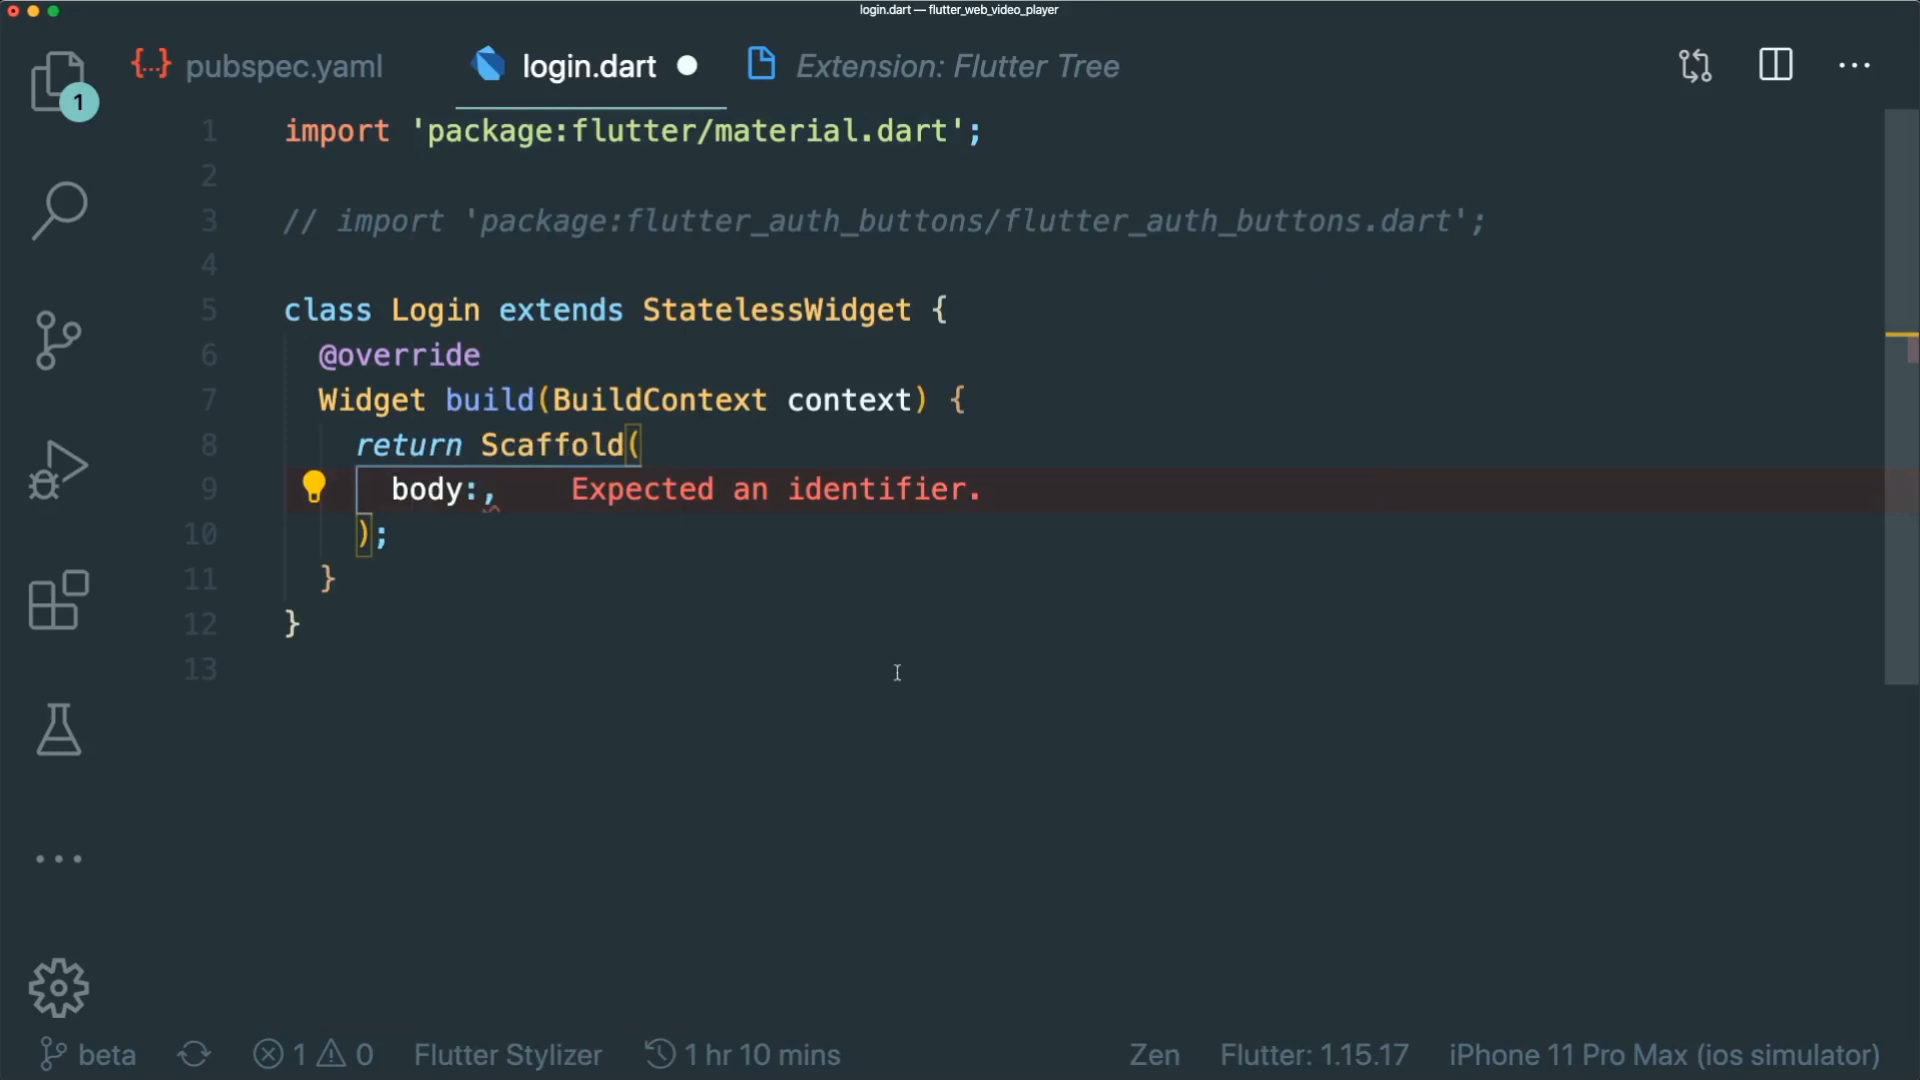 login.dart — flutter_web_video_player
{...} pubspec.yaml login.dart Extension: Flutter Tree
1
1 import 'package:flutter/material.dart';
2
3 // import 'package:flutter_auth_buttons/flutter_auth_buttons.dart';
4
5 class Login extends StatelessWidget {
6 @override
7 Widget build(BuildContext context) {
8 return Scaffold(
9 body:, Expected an identifier.
10 );
11 }
12 }
13
beta 1 0 Flutter Stylizer 1 hr 10 mins Zen Flutter: 1.15.17 iPhone 11 Pro Max (ios simulator)